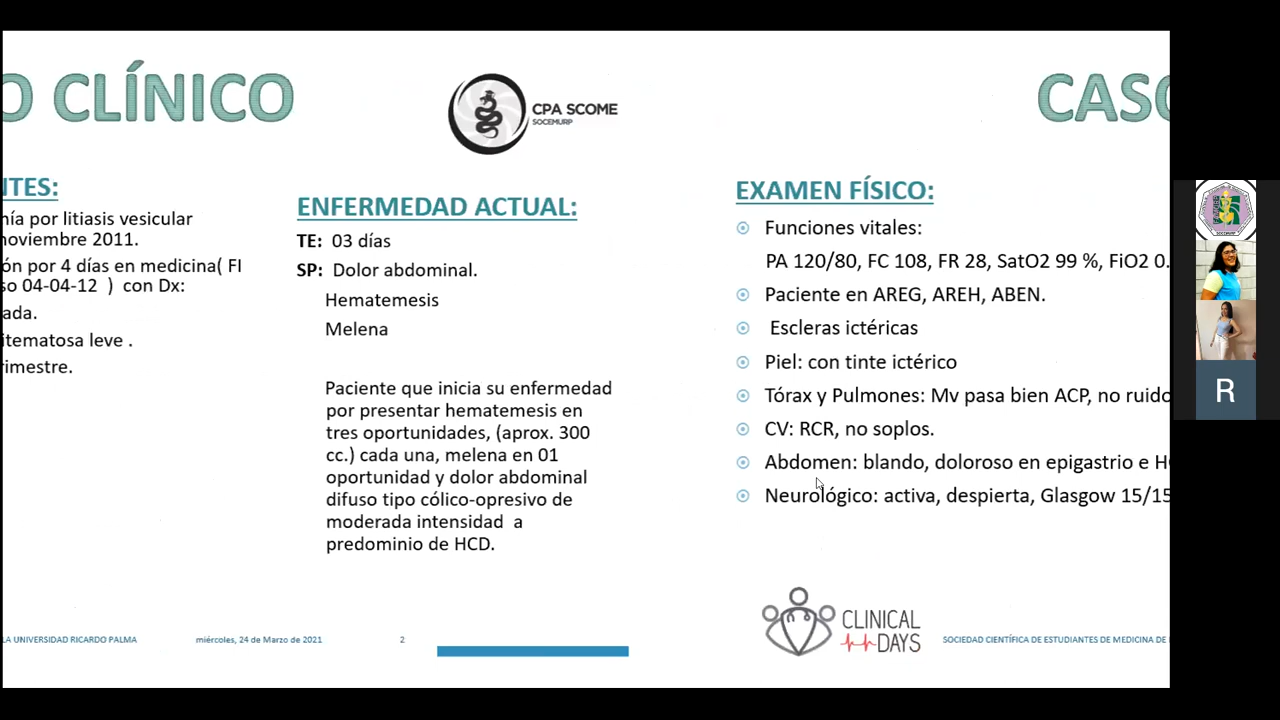 O CLÍNICO
NTES:
nía por litiasis vesicular
noviembre 2011.
ón por 4 días en medicina( FI
so 04-04-12 ) con Dx:
ada.
itematosa leve .
rimestre.
CPA SCOME
SOCEMURP
ENFERMEDAD ACTUAL:
TE: 03 días
SP: Dolor abdominal.
Hematemesis
Melena
Paciente que inicia su enfermedad
por presentar hematemesis en
tres oportunidades, (aprox. 300
cc.) cada una, melena en 01
oportunidad y dolor abdominal
difuso tipo cólico-opresivo de
moderada intensidad a
predominio de HCD.
LA UNIVERSIDAD RICARDO PALMA
miércoles, 24 de Marzo de 2021
2
CASO
EXAMEN FÍSICO:
Funciones vitales:
PA 120/80, FC 108, FR 28, SatO2 99 %, FiO2 0.
Paciente en AREG, AREH, ABEN.
Escleras ictéricas
Piel: con tinte ictérico
Tórax y Pulmones: Mv pasa bien ACP, no ruido
CV: RCR, no soplos.
Abdomen: blando, doloroso en epigastrio e H
Neurológico: activa, despierta, Glasgow 15/15
CLINICAL
DAYS
SOCIEDAD CIENTÍFICA DE ESTUDIANTES DE MEDICINA DE
R